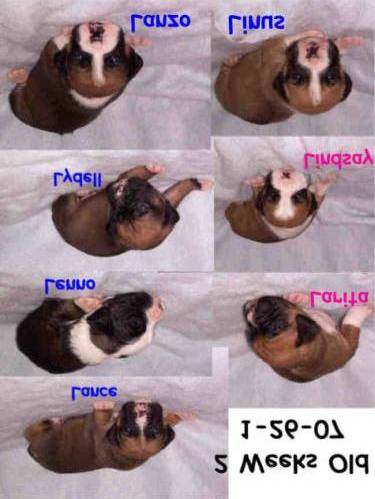 2 Weeks Old
1-26-07
Lance
Lenno
Larita
Lydell
Lindsay
Lanzo
Linus